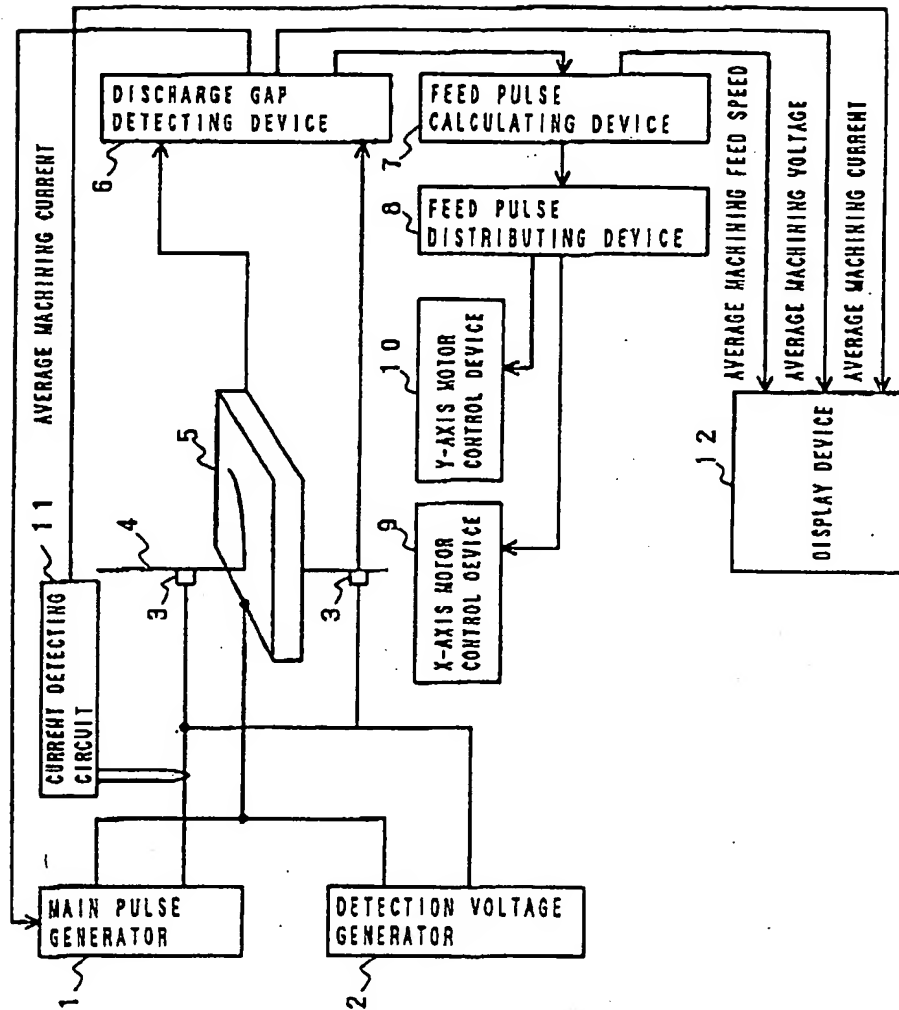 11
CURRENT DETECTING
CIRCUIT
AVERAGE MACHINING CURRENT
1
MAIN PULSE
GENERATOR
2
DETECTION VOLTAGE
GENERATOR
3
4
5
3
6
DISCHARGE GAP
DETECTING DEVICE
7
FEED PULSE
CALCULATING DEVICE
8
FEED PULSE
DISTRIBUTING DEVICE
9
X-AXIS MOTOR
CONTROL DEVICE
10
Y-AXIS MOTOR
CONTROL DEVICE
AVERAGE MACHINING FEED SPEED
AVERAGE MACHINING VOLTAGE
AVERAGE MACHINING CURRENT
12
DISPLAY DEVICE